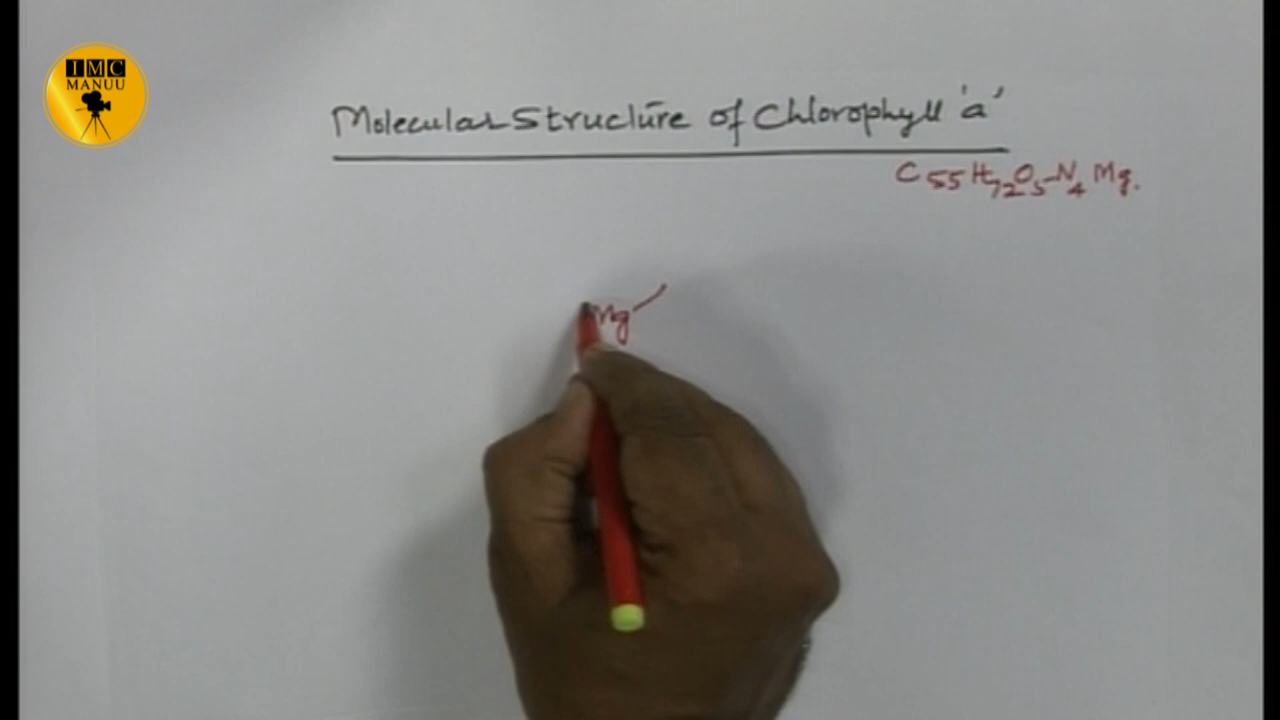 IMC
MANUU
Molecular Structure of Chlorophyll 'a'
C55H72O5N4Mg.
Mg